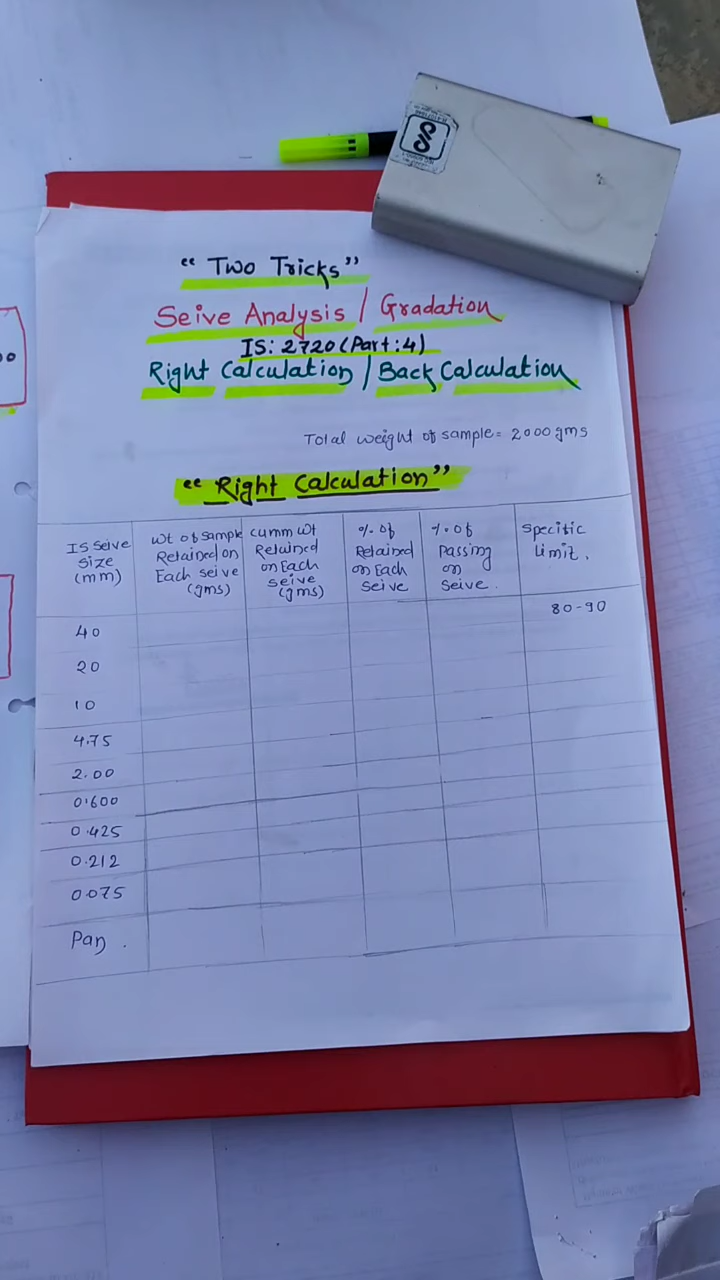 “Two Tricks”
Seive Analysis / Gradation
IS: 2720 (Part:4)
Right Calculation / Back Calculation
Total weight of sample = 2000 gms
“Right Calculation”
IS Seive Size (mm)
Wt of sample Retained on Each seive (gms)
cumm Wt Retained on Each seive (gms)
% of Retained on Each Seive
% of Passing on Seive.
Specific Limit.
40
80-90
20
10
4.75
2.00
0.600
0.425
0.212
0.075
Pan.